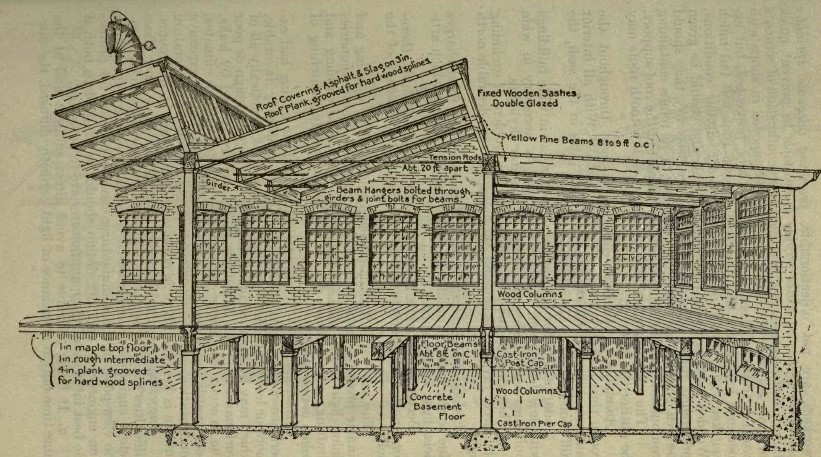 Roof Covering, Asphalt & Slag on 3in.
Roof Plank, grooved for hard wood splines
Fixed Wooden Sashes
Double Glazed
Yellow Pine Beams 8 to 9 ft o.c
Tension Rods
Abt. 20 ft apart
Girder
Beam Hangers bolted through
girders & joint bolts for beams.
Wood Columns
1in maple top floor
1in. rough intermediate
4in. plank grooved
for hard wood splines
Floor Beams
Abt 8ft on C
Cast-Iron
Post Cap
Wood Columns
Concrete
Basement
Floor
Cast Iron Pier Cap